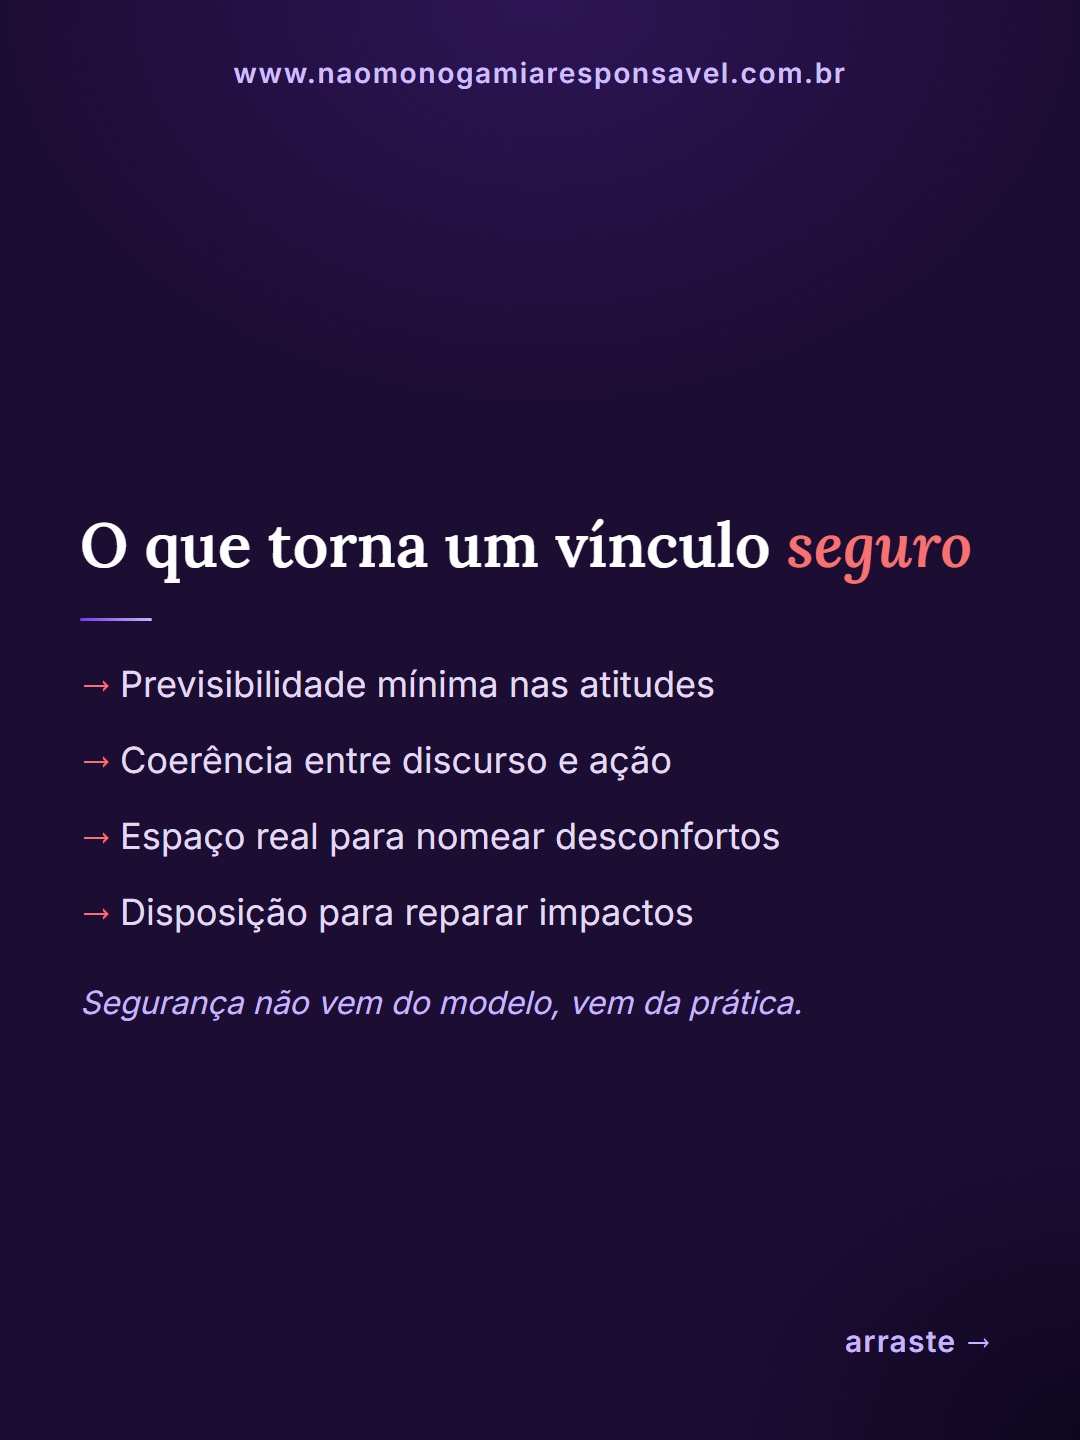 www.naomonogamiaresponsavel.com.br
O que torna um vínculo seguro
→ Previsibilidade mínima nas atitudes
→ Coerência entre discurso e ação
→ Espaço real para nomear desconfortos
→ Disposição para reparar impactos
Segurança não vem do modelo, vem da prática.
arraste →